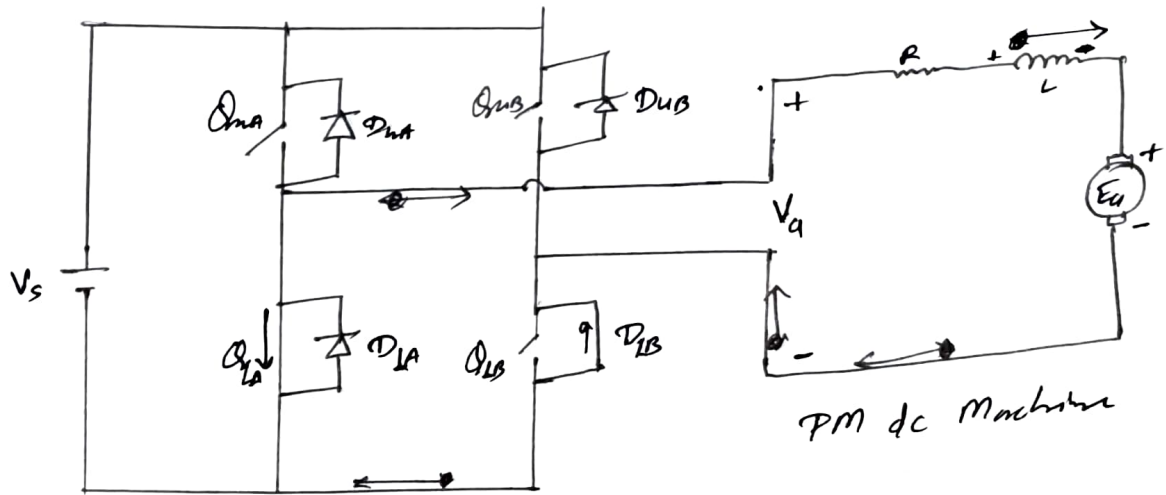 QuA
DuA
QuB
DuB
+
R
+
-
L
+
Ea
-
Va
Vs
QLA
DLA
QLB
DLB
-
PM dc Machine